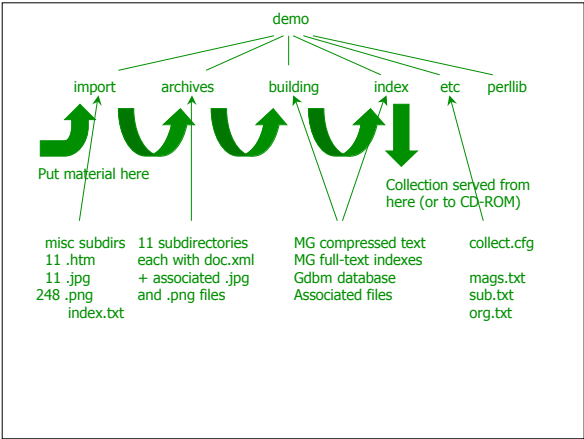 demo
import archives building index etc perllib
Put material here
Collection served from
here (or to CD-ROM)
misc subdirs
11 .htm
11 .jpg
248 .png
index.txt
11 subdirectories
each with doc.xml
+ associated .jpg
and .png files
MG compressed text
MG full-text indexes
Gdbm database
Associated files
collect.cfg
mags.txt
sub.txt
org.txt